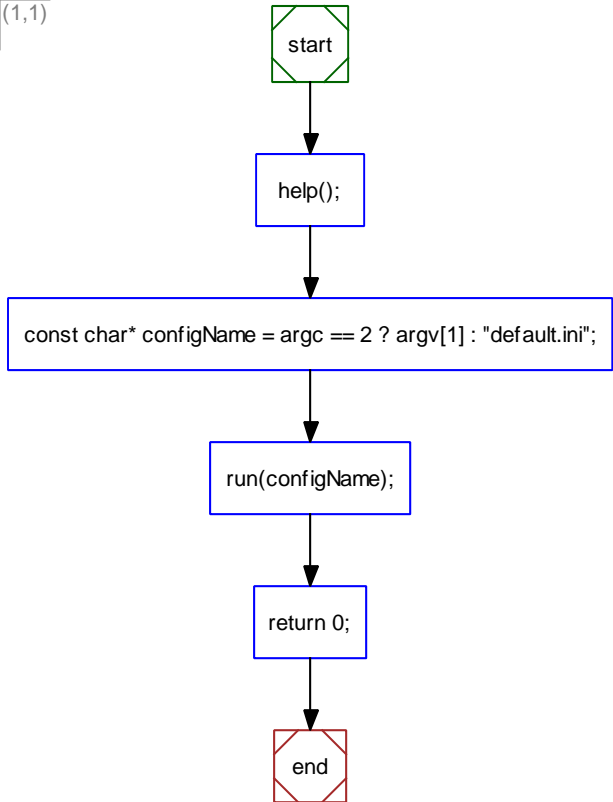 (1,1)
start
help();
const char* configName = argc == 2 ? argv[1] : "default.ini";
run(configName);
return 0;
end